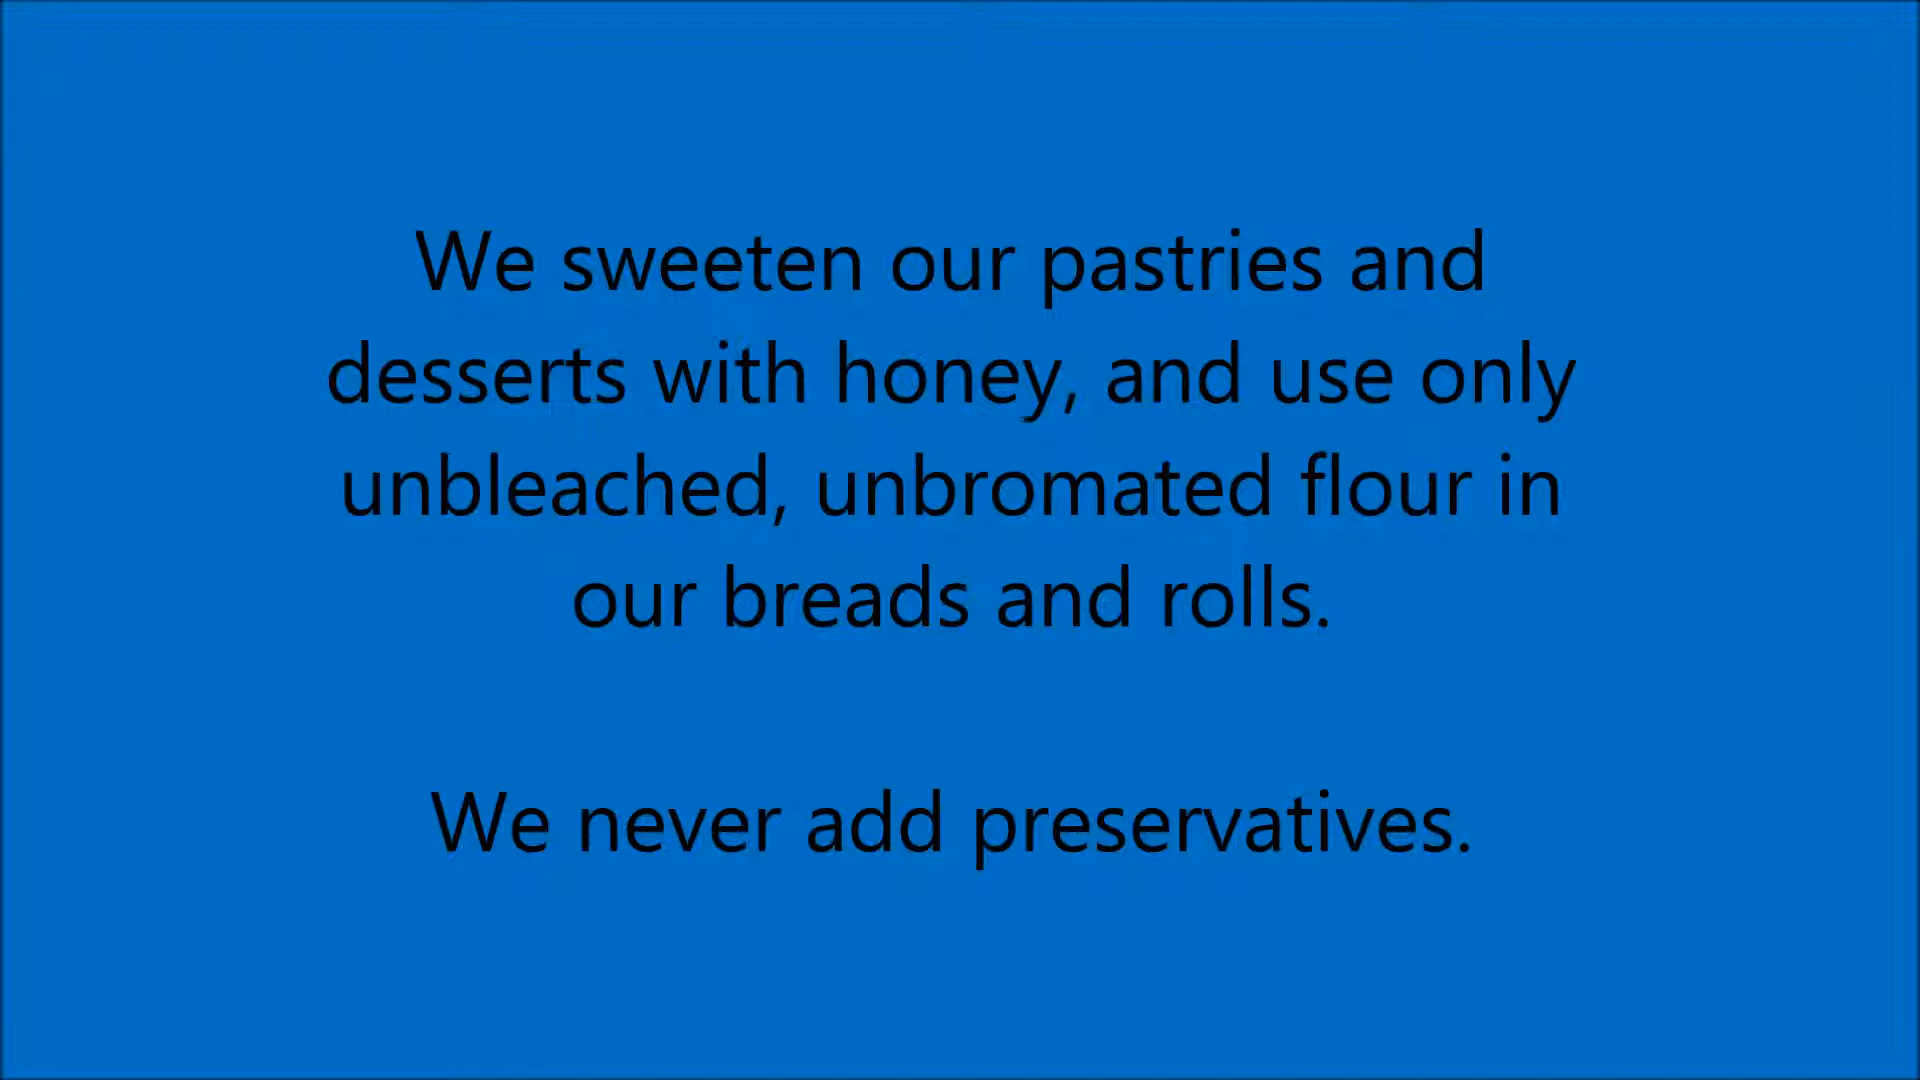 We sweeten our pastries and
desserts with honey, and use only
unbleached, unbromated flour in
our breads and rolls.
We never add preservatives.